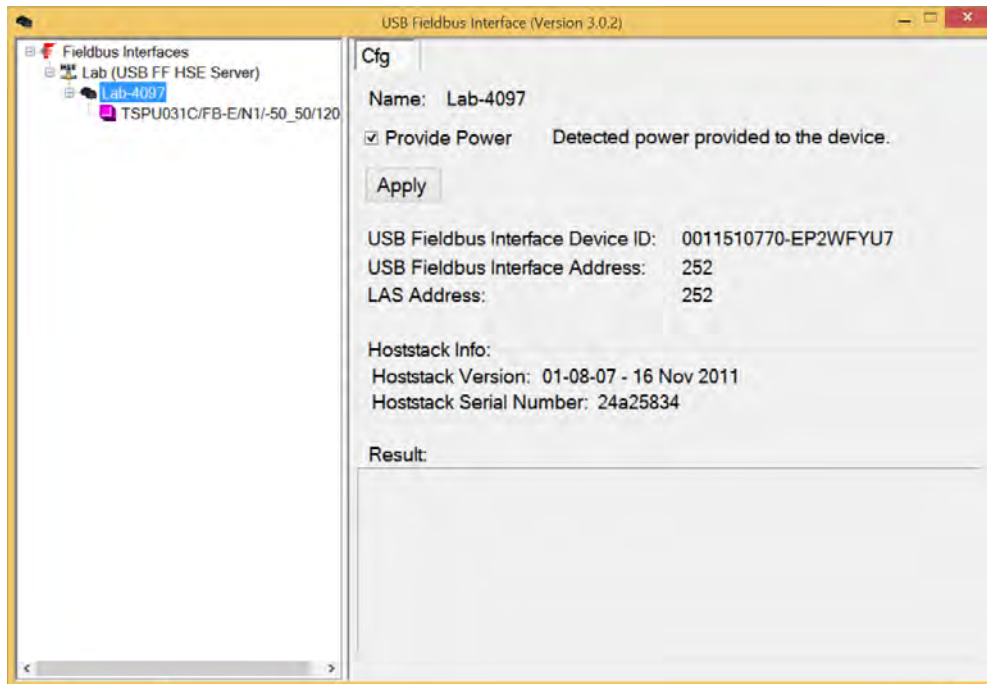 USB Fieldbus Interface (Version 3.0.2)
Fieldbus Interfaces
Lab (USB FF HSE Server)
Lab-4097
TSPU031C/FB-E/N1/-50_50/120
Cfg
Name: Lab-4097
Provide Power Detected power provided to the device.
Apply
USB Fieldbus Interface Device ID: 0011510770-EP2WFYU7
USB Fieldbus Interface Address: 252
LAS Address: 252
Hoststack Info:
Hoststack Version: 01-08-07 - 16 Nov 2011
Hoststack Serial Number: 24a25834
Result: